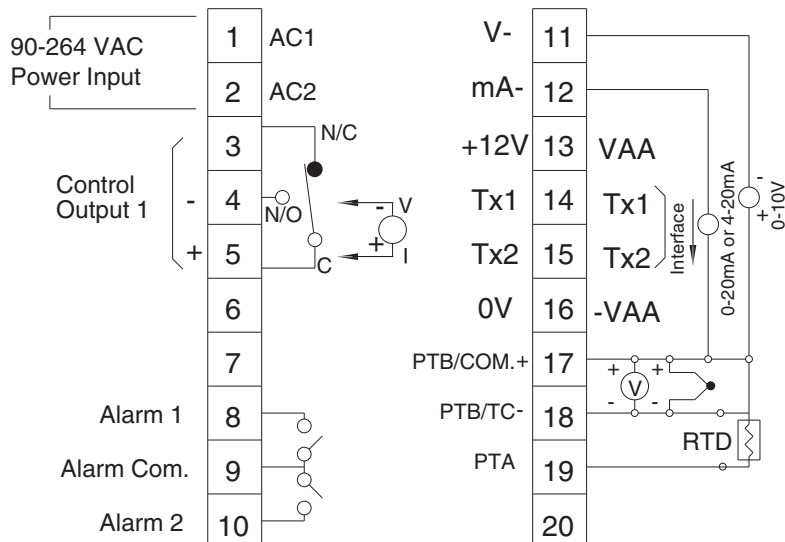 90-264 VAC
Power Input
1 AC1
2 AC2
3 N/C
Control
Output 1
- 4 N/O
+ 5 C
- V
+ I
6
7
Alarm 1 8
Alarm Com. 9
Alarm 2 10
V- 11
mA- 12
+12V 13 VAA
Tx1 14 Tx1
Tx2 15 Tx2
Interface
0V 16 -VAA
0-20mA or 4-20mA
-
+
0-10V
PTB/COM.+ 17
+ +
V
- -
PTB/TC- 18
RTD
PTA 19
20